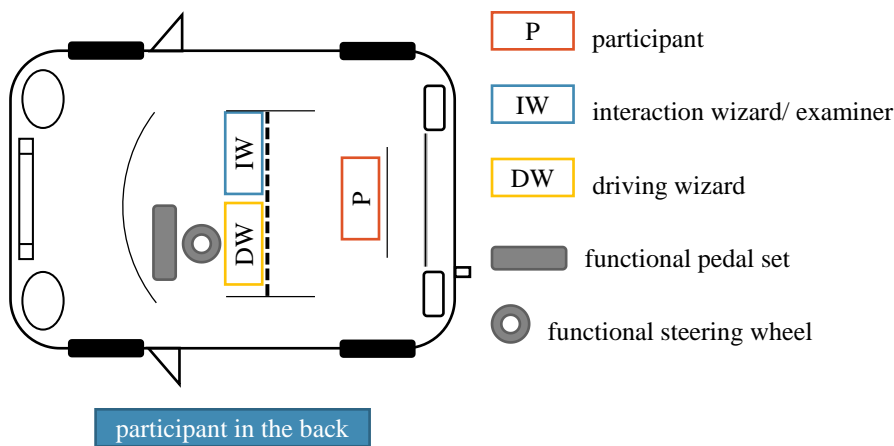 P
participant
IW
interaction wizard/ examiner
DW
driving wizard
functional pedal set
functional steering wheel
IW
DW
P
participant in the back